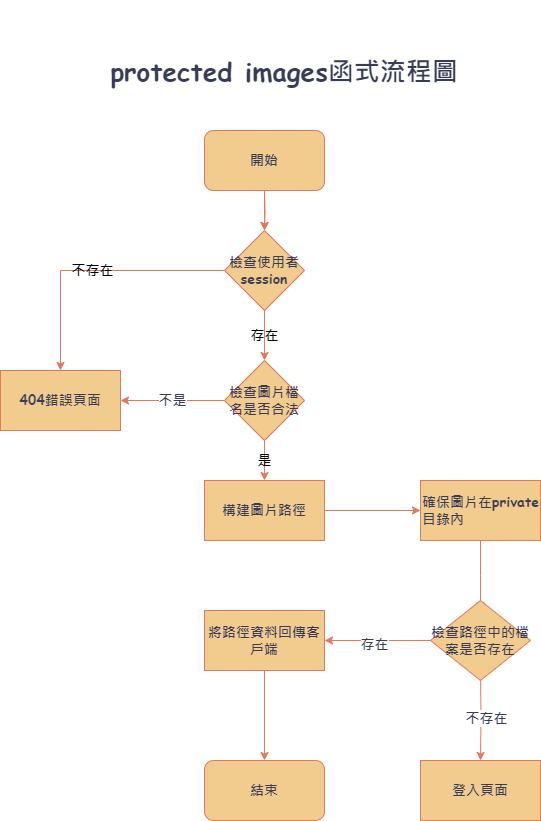 protected images函式流程圖
開始
檢查使用者
session
不存在
存在
404錯誤頁面
不是
檢查圖片檔
名是否合法
是
構建圖片路徑
確保圖片在private
目錄內
將路徑資料回傳客
戶端
存在
檢查路徑中的檔
案是否存在
不存在
結束
登入頁面